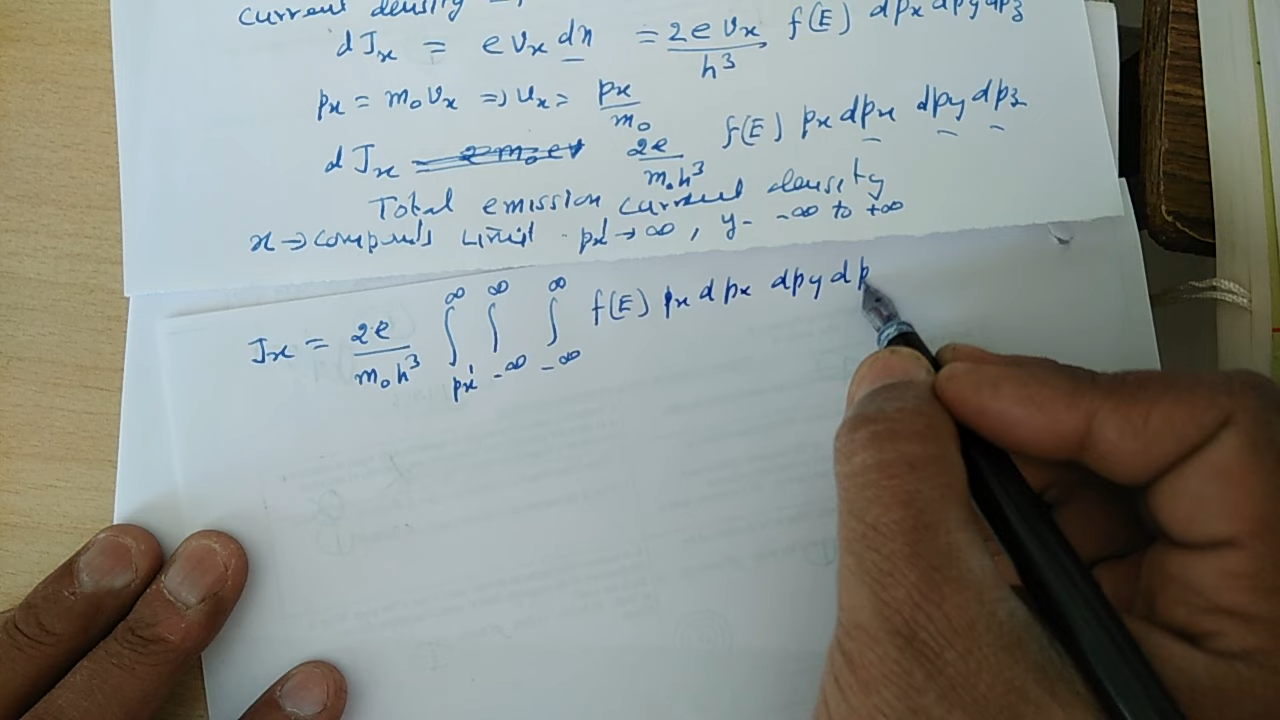 current density
dJx = e vx dn = 2e vx / h³ f(E) dpx dpy dpz
px = m₀vx ⇒ vx = px / m₀
dJx = 2m₀ev 2e / m₀h³ f(E) px dpx dpy dpz
Total emission current density
x → componds limit px' → ∞, y - -∞ to +∞
Jx = 2e / m₀h³ ∫px'^∞ ∫-∞^∞ ∫-∞^∞ f(E) px dpx dpy dp